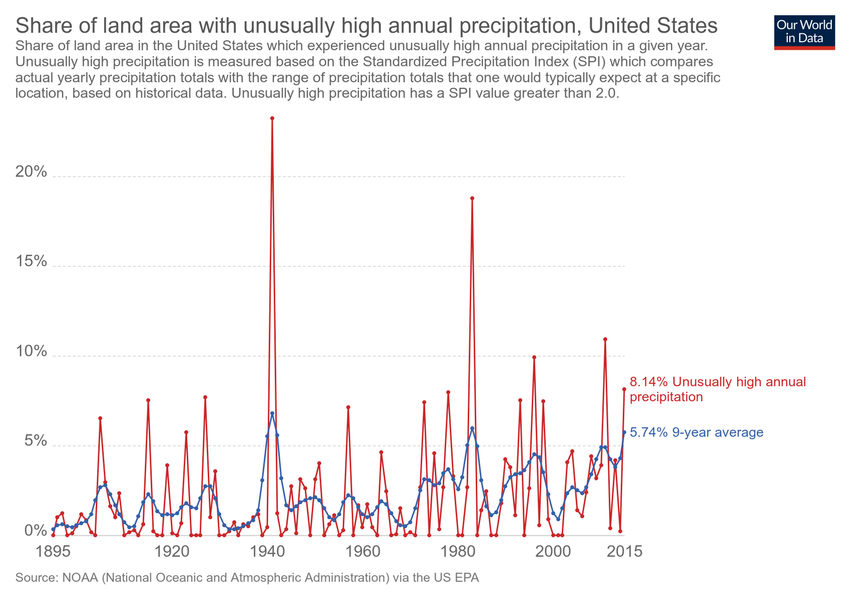 Share of land area with unusually high annual precipitation, United States
Our World
in Data
Share of land area in the United States which experienced unusually high annual precipitation in a given year.
Unusually high precipitation is measured based on the Standardized Precipitation Index (SPI) which compares
actual yearly precipitation totals with the range of precipitation totals that one would typically expect at a specific
location, based on historical data. Unusually high precipitation has a SPI value greater than 2.0.
20%
15%
10%
8.14% Unusually high annual
precipitation
5.74% 9-year average
5%
0%
1895 1920 1940 1960 1980 2000 2015
Source: NOAA (National Oceanic and Atmospheric Administration) via the US EPA